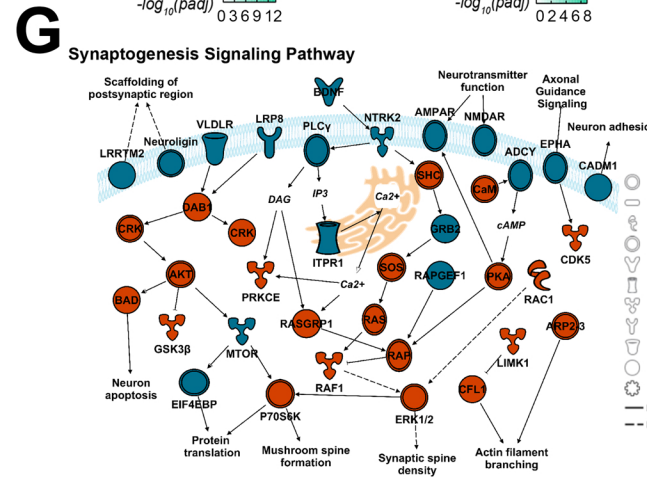 -log10(padj)
0 3 6 9 12
-log10(padj)
0 2 4 6 8
G
Synaptogenesis Signaling Pathway
Scaffolding of
postsynaptic region
Neurotransmitter
function
Axonal
Guidance
Signaling
BDNF
VLDLR
LRP8
PLCγ
NTRK2
AMPAR
NMDAR
Neuron adhesio
Neuroligin
LRRTM2
ADCY
EPHA
CADM1
SHC
CaM
DAG
IP3
Ca2+
DAB1
CRK
CRK
GRB2
cAMP
ITPR1
CDK5
AKT
PRKCE
Ca2+
SOS
RAPGEF1
PKA
RAC1
BAD
GSK3β
MTOR
RASGRP1
RAS
ARP2/3
RAP
LIMK1
Neuron
apoptosis
EIF4EBP
P70S6K
RAF1
ERK1/2
CFL1
Protein
translation
Mushroom spine
formation
Synaptic spine
density
Actin filament
branching